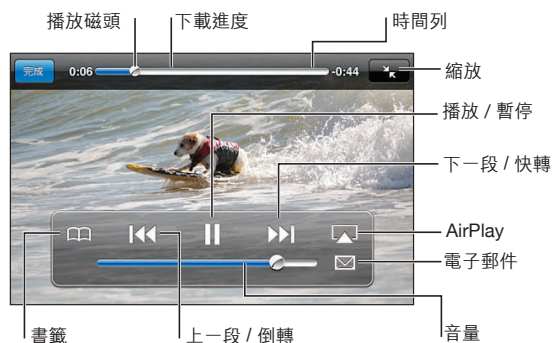 播放磁頭
下載進度
時間列
完成
0:06
-0:44
縮放
播放 / 暫停
下一段 / 快轉
AirPlay
電子郵件
書籤
上一段 / 倒轉
音量